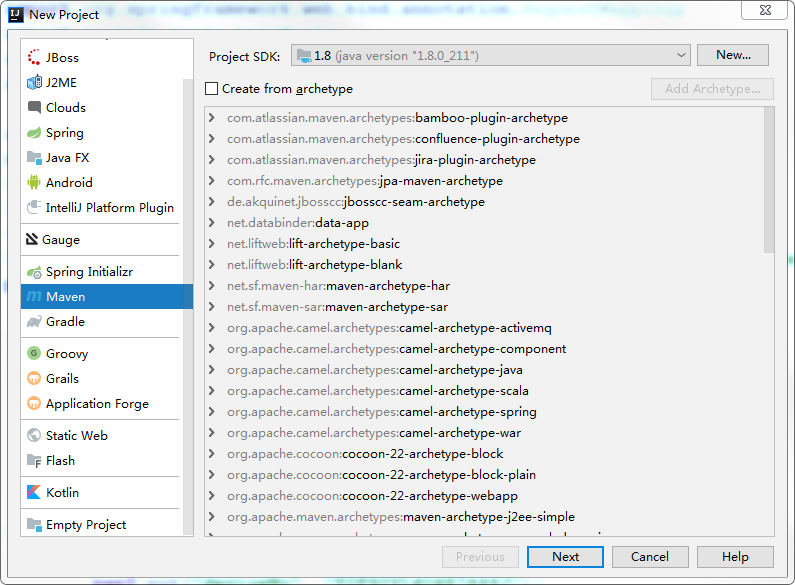 New Project
JBoss
J2ME
Clouds
Spring
Java FX
Android
IntelliJ Platform Plugin
Gauge
Spring Initializr
Maven
Gradle
Groovy
Grails
Application Forge
Static Web
Flash
Kotlin
Empty Project
Project SDK: 1.8 (java version "1.8.0_211") New...
Create from archetype Add Archetype...
com.atlassian.maven.archetypes:bamboo-plugin-archetype
com.atlassian.maven.archetypes:confluence-plugin-archetype
com.atlassian.maven.archetypes:jira-plugin-archetype
com.rfc.maven.archetypes:jpa-maven-archetype
de.akquinet.jbosscc:jbosscc-seam-archetype
net.databinder:data-app
net.liftweb:lift-archetype-basic
net.liftweb:lift-archetype-blank
net.sf.maven-har:maven-archetype-har
net.sf.maven-sar:maven-archetype-sar
org.apache.camel.archetypes:camel-archetype-activemq
org.apache.camel.archetypes:camel-archetype-component
org.apache.camel.archetypes:camel-archetype-java
org.apache.camel.archetypes:camel-archetype-scala
org.apache.camel.archetypes:camel-archetype-spring
org.apache.camel.archetypes:camel-archetype-war
org.apache.cocoon:cocoon-22-archetype-block
org.apache.cocoon:cocoon-22-archetype-block-plain
org.apache.cocoon:cocoon-22-archetype-webapp
org.apache.maven.archetypes:maven-archetype-j2ee-simple
Previous Next Cancel Help